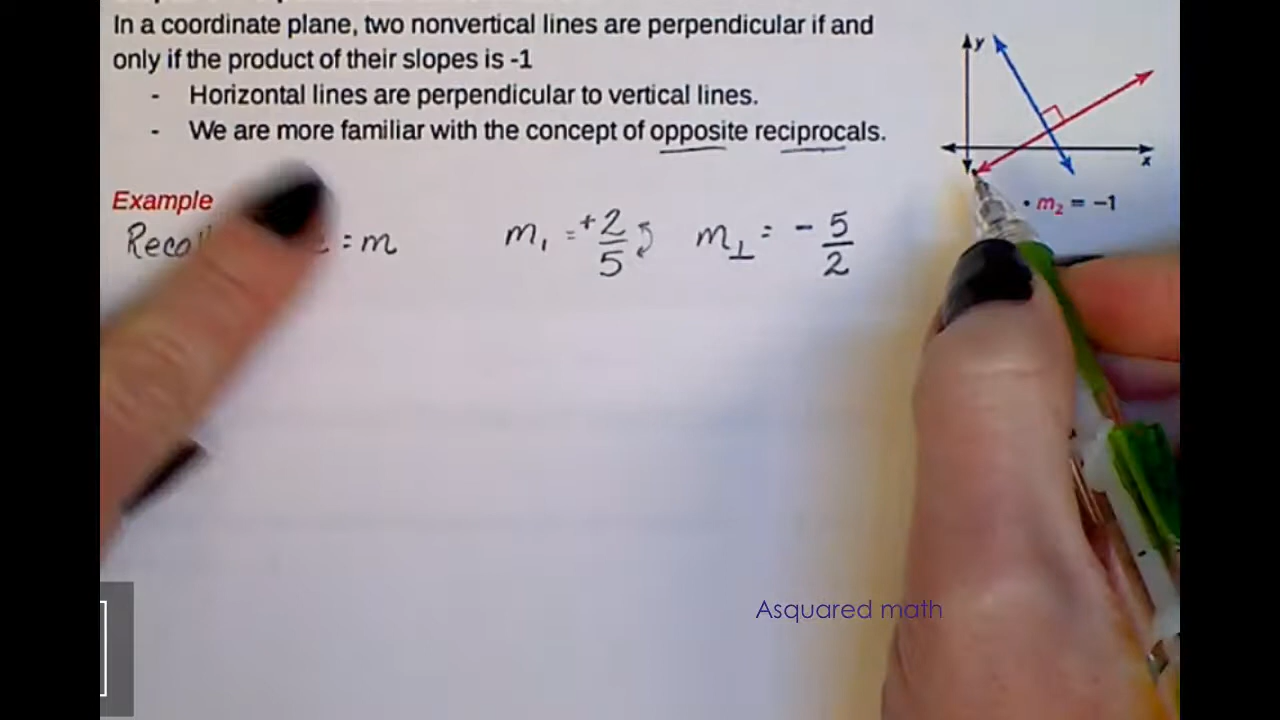 In a coordinate plane, two nonvertical lines are perpendicular if and
only if the product of their slopes is -1
- Horizontal lines are perpendicular to vertical lines.
- We are more familiar with the concept of opposite reciprocals.
y
x
· m₂ = −1
Example
= m
m₁ = +2/5 m⊥ = - 5/2
Asquared math